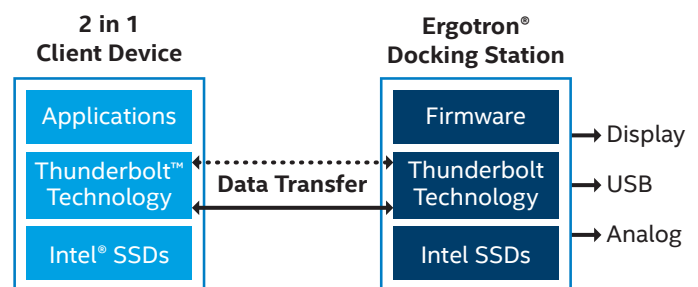 2 in 1
Client Device
Applications
Thunderbolt™
Technology
Intel® SSDs
Data Transfer
Ergotron®
Docking Station
Firmware
Thunderbolt
Technology
Intel SSDs
Display
USB
Analog